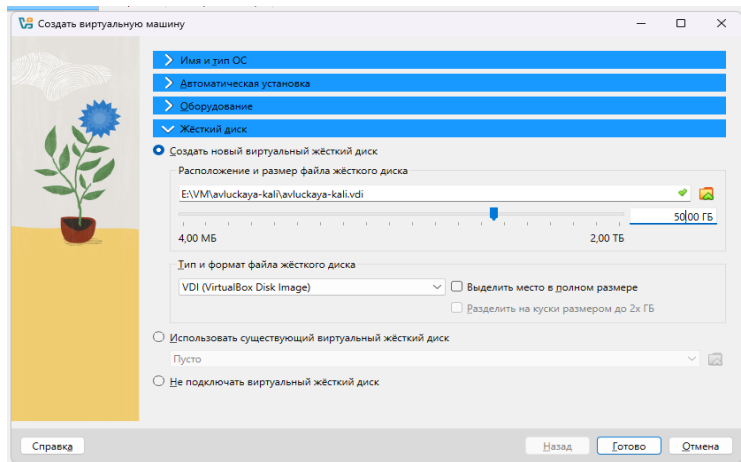 Создать виртуальную машину
Имя и тип ОС
Автоматическая установка
Оборудование
Жёсткий диск
Создать новый виртуальный жёсткий диск
Расположение и размер файла жёсткого диска
E:\VM\avluckaya-kali\avluckaya-kali.vdi
50,00 ГБ
4,00 МБ 2,00 ТБ
Тип и формат файла жёсткого диска
VDI (VirtualBox Disk Image) Выделить место в полном размере
Разделить на куски размером до 2х ГБ
Использовать существующий виртуальный жёсткий диск
Пусто
Не подключать виртуальный жёсткий диск
Справка Назад Готово Отмена